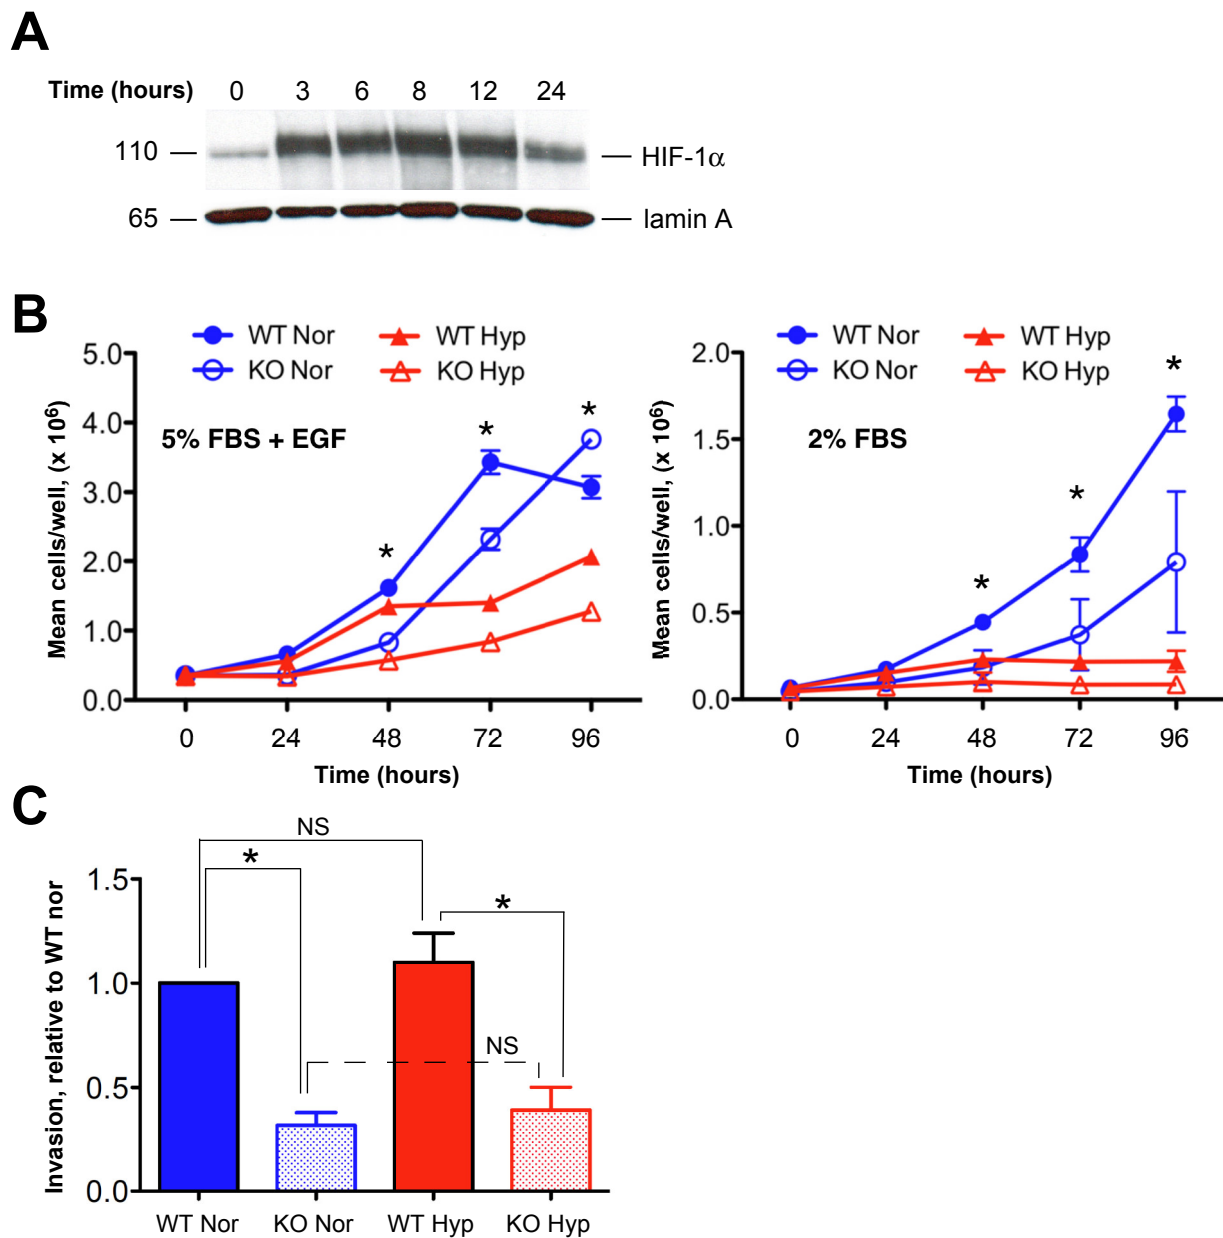 A
Time (hours) 0 3 6 8 12 24
110 HIF-1α
65 lamin A
B
WT Nor WT Hyp
KO Nor KO Hyp
5% FBS + EGF
Mean cells/well, (x 10⁶)
5.0
4.0
3.0
2.0
1.0
0.0
* * *
0 24 48 72 96
Time (hours)
WT Nor WT Hyp
KO Nor KO Hyp
2% FBS
Mean cells/well, (x 10⁶)
2.0
1.5
1.0
0.5
0.0
* * *
0 24 48 72 96
Time (hours)
C
NS
*
*
NS
Invasion, relative to WT nor
1.5
1.0
0.5
0.0
WT Nor KO Nor WT Hyp KO Hyp